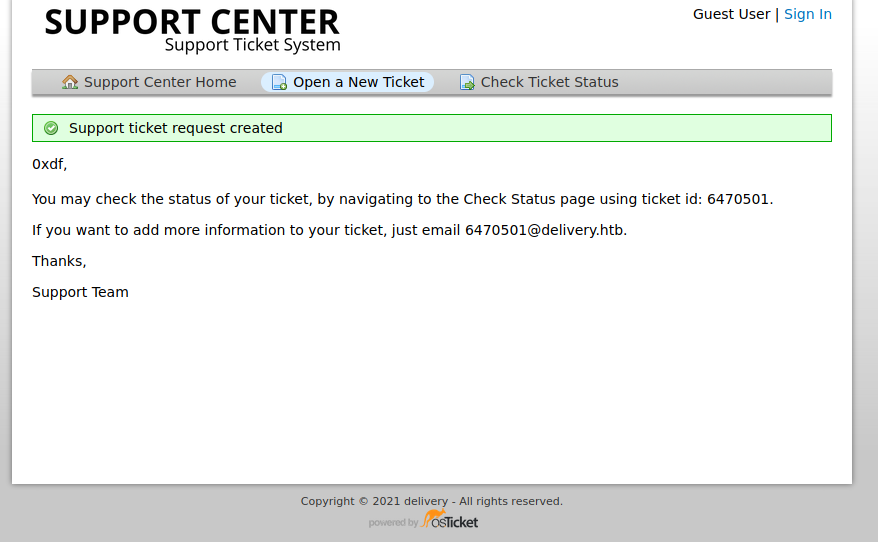 SUPPORT CENTER
Support Ticket System
Guest User | Sign In
Support Center Home
Open a New Ticket
Check Ticket Status
Support ticket request created
0xdf,
You may check the status of your ticket, by navigating to the Check Status page using ticket id: 6470501.
If you want to add more information to your ticket, just email 6470501@delivery.htb.
Thanks,
Support Team
Copyright © 2021 delivery - All rights reserved.
powered by osTicket